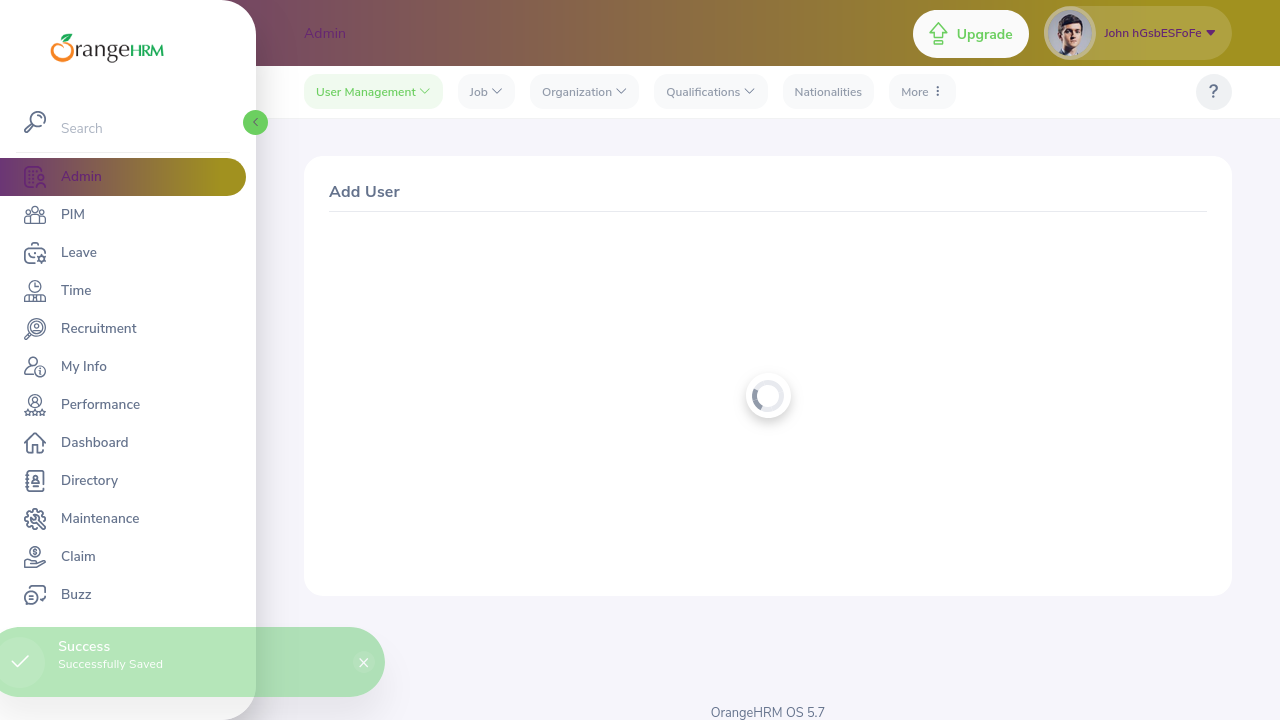 OrangeHRM
Admin
Upgrade
John hGsbESFoFe
User Management
Job
Organization
Qualifications
Nationalities
More
?
Search
Admin
PIM
Leave
Time
Recruitment
My Info
Performance
Dashboard
Directory
Maintenance
Claim
Buzz
Add User
Success
Successfully Saved
OrangeHRM OS 5.7